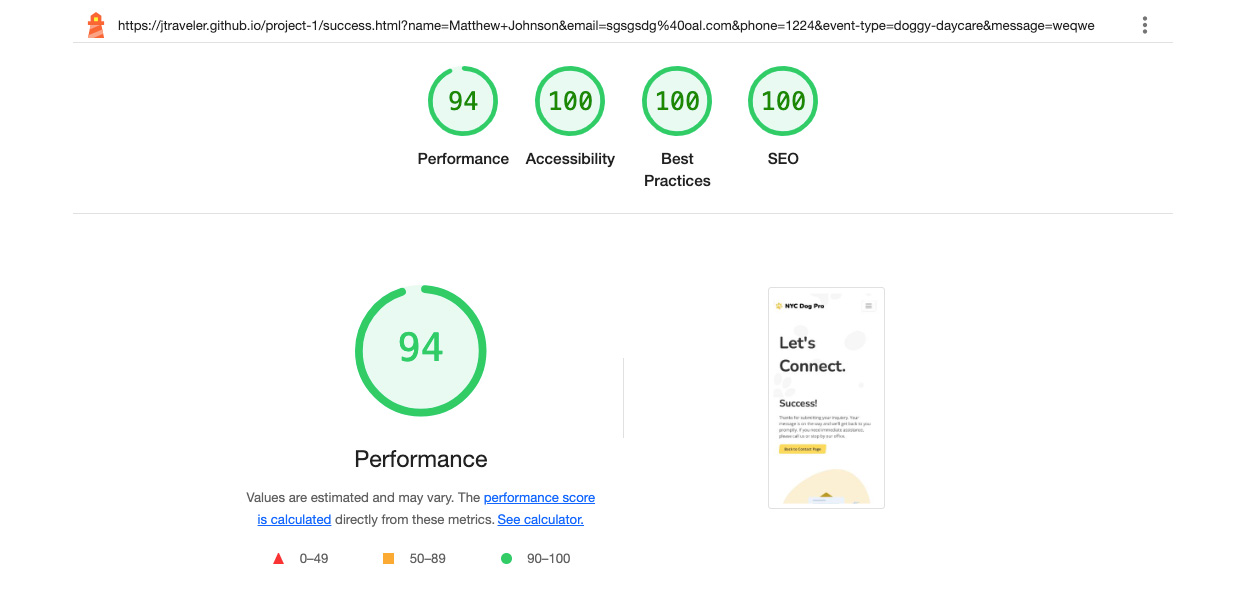 https://jtraveler.github.io/project-1/success.html?name=Matthew+Johnson&email=sgsgsdg%40oal.com&phone=1224&event-type=doggy-daycare&message=weqwe
94
100
100
100
Performance
Accessibility
Best
Practices
SEO
94
Performance
Values are estimated and may vary. The performance score
is calculated directly from these metrics. See calculator.
0–49
50–89
90–100
NYC Dog Pro
Let's
Connect.
Success!
Thanks for submitting your inquiry. Your
message is on the way and we'll get back to you
promptly. If you need immediate assistance,
please call us or stop by our office.
Back to Contact Page